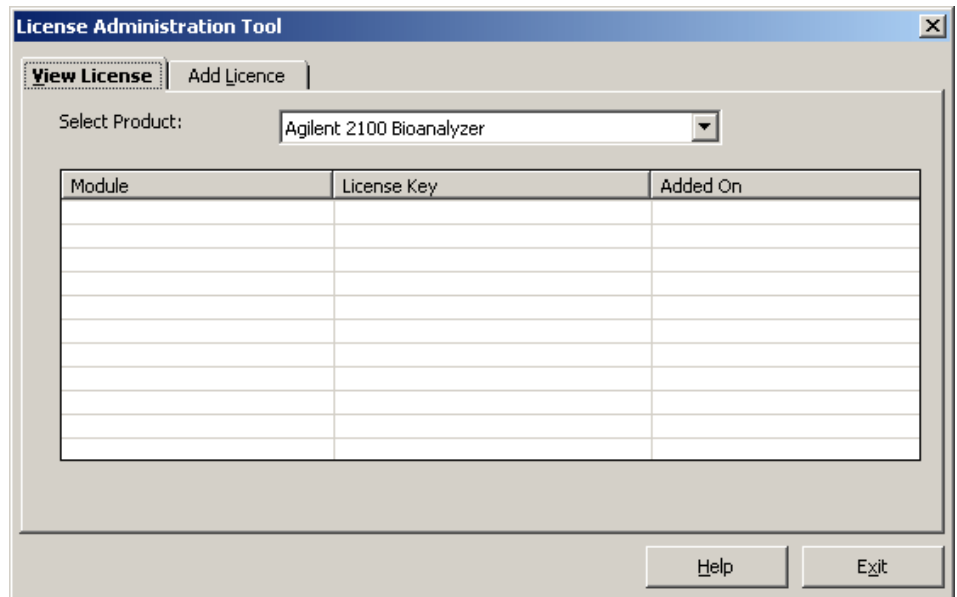 License Administration Tool
View License Add Licence
Select Product: Agilent 2100 Bioanalyzer
Module License Key Added On
Help Exit